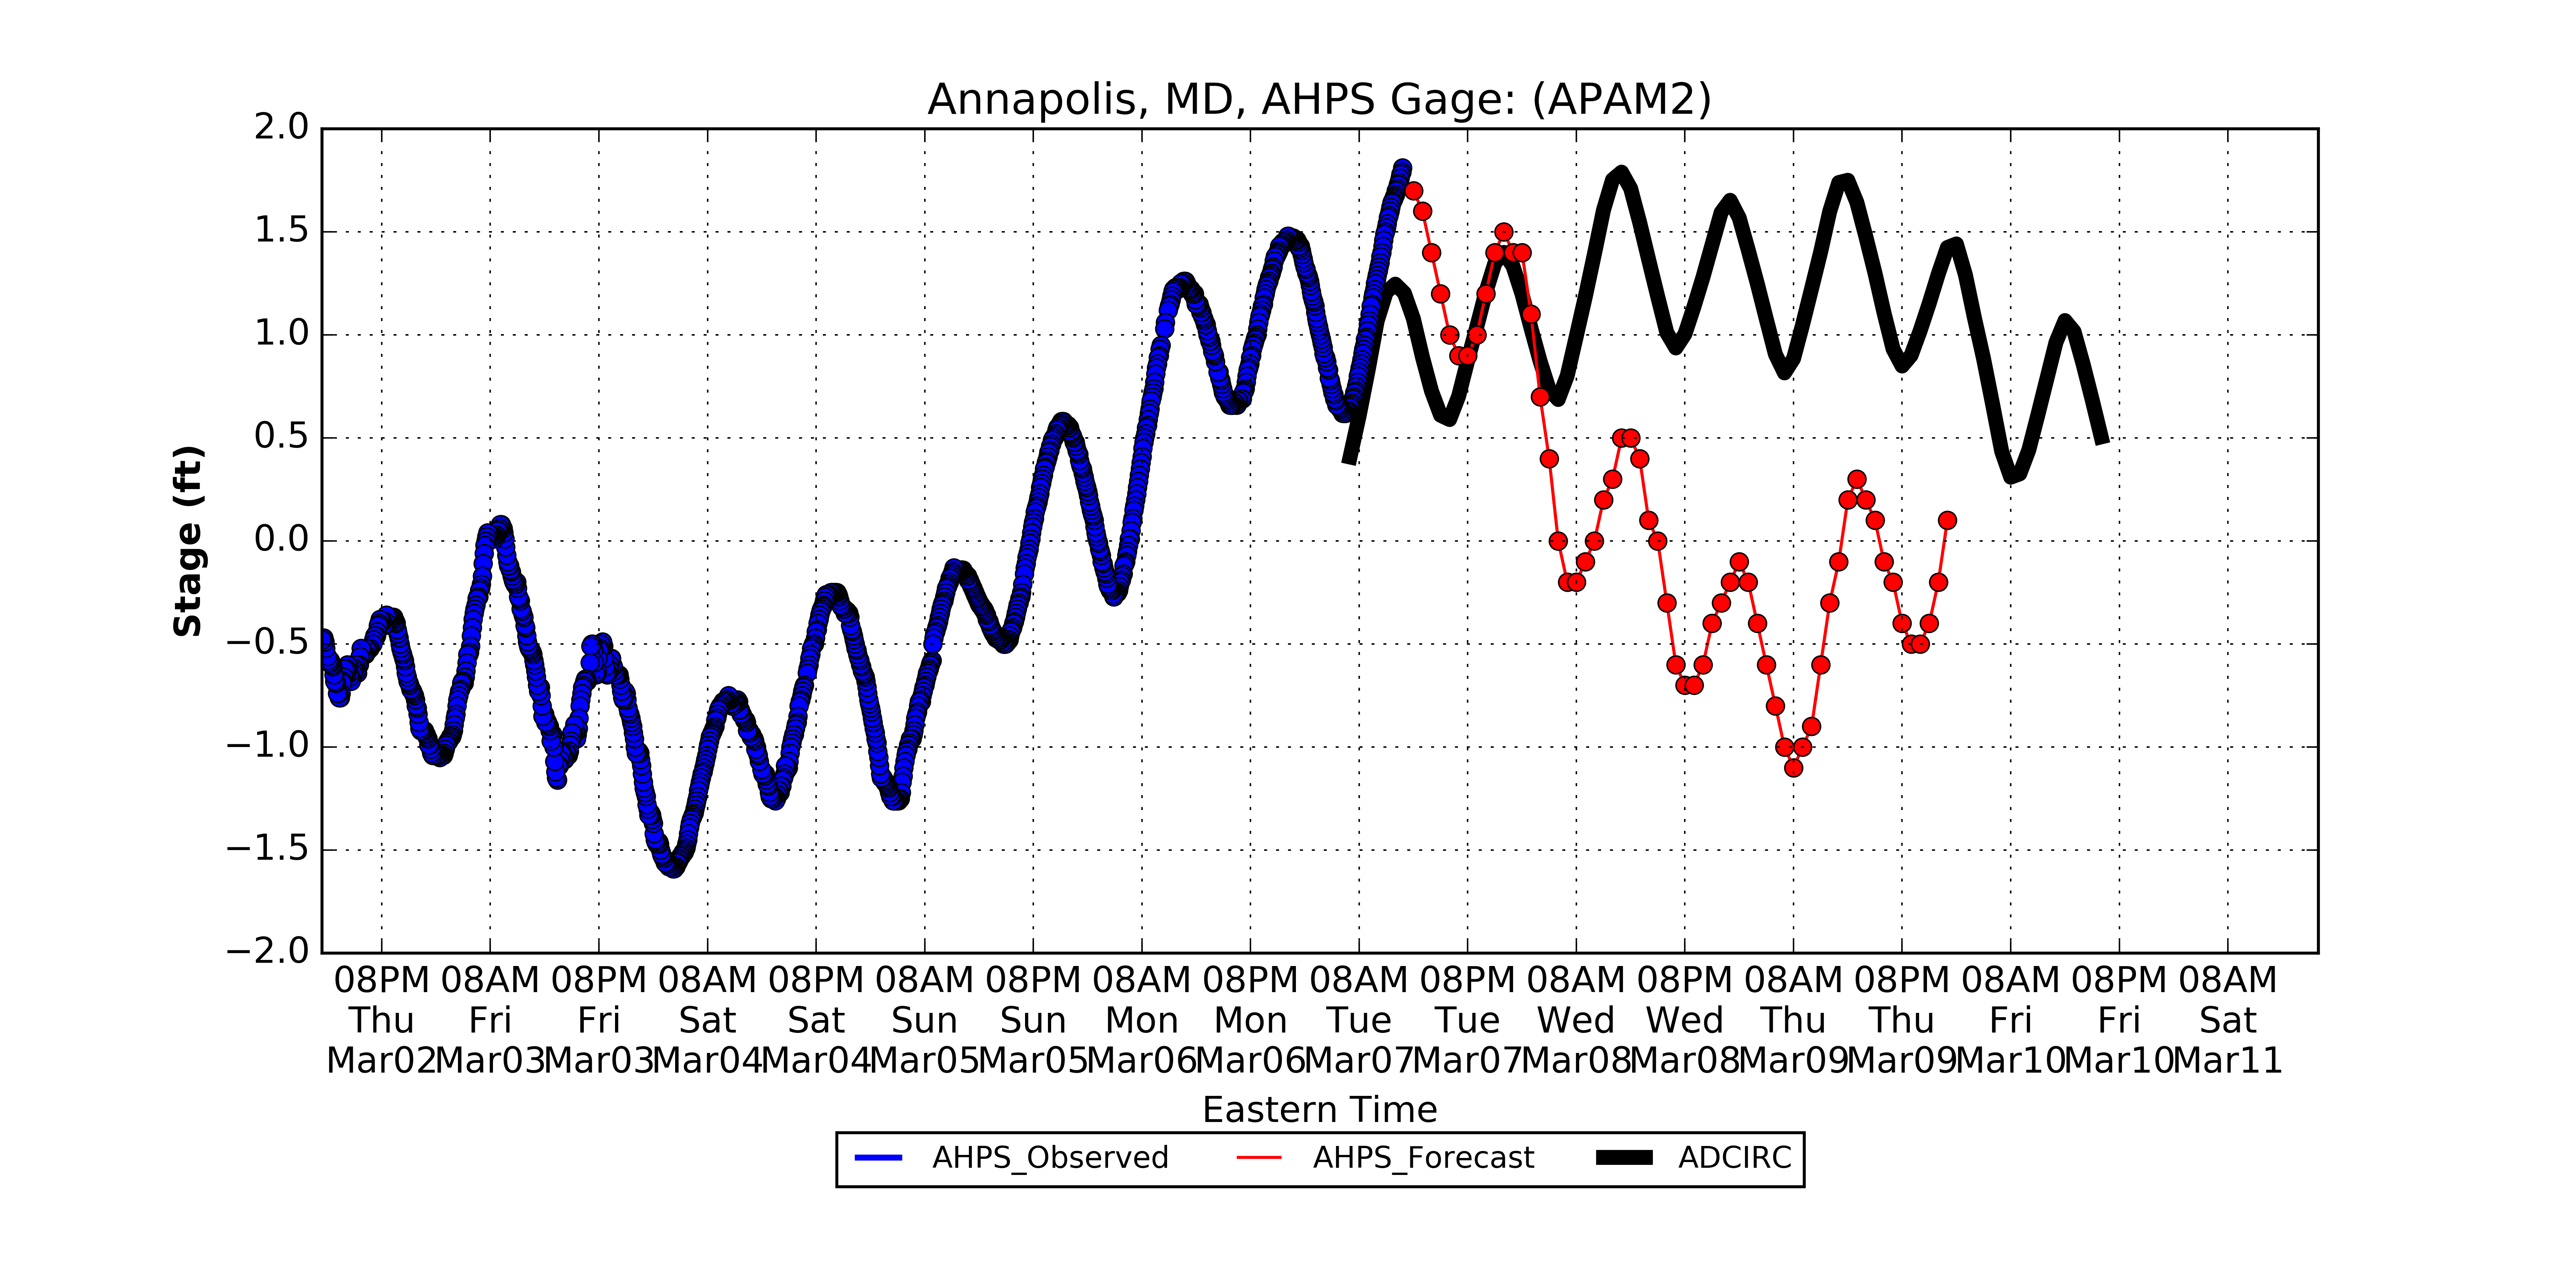 Annapolis, MD, AHPS Gage: (APAM2)
2.0
1.5
1.0
0.5
0.0
−0.5
−1.0
−1.5
−2.0
Stage (ft)
08PM 08AM 08PM 08AM 08PM 08AM 08PM 08AM 08PM 08AM 08PM 08AM 08PM 08AM 08PM 08AM 08PM 08AM
Thu Fri Fri Sat Sat Sun Sun Mon Mon Tue Tue Wed Wed Thu Thu Fri Fri Sat
Mar02 Mar03 Mar03 Mar04 Mar04 Mar05 Mar05 Mar06 Mar06 Mar07 Mar07 Mar08 Mar08 Mar09 Mar09 Mar10 Mar10 Mar11
Eastern Time
AHPS_Observed AHPS_Forecast ADCIRC